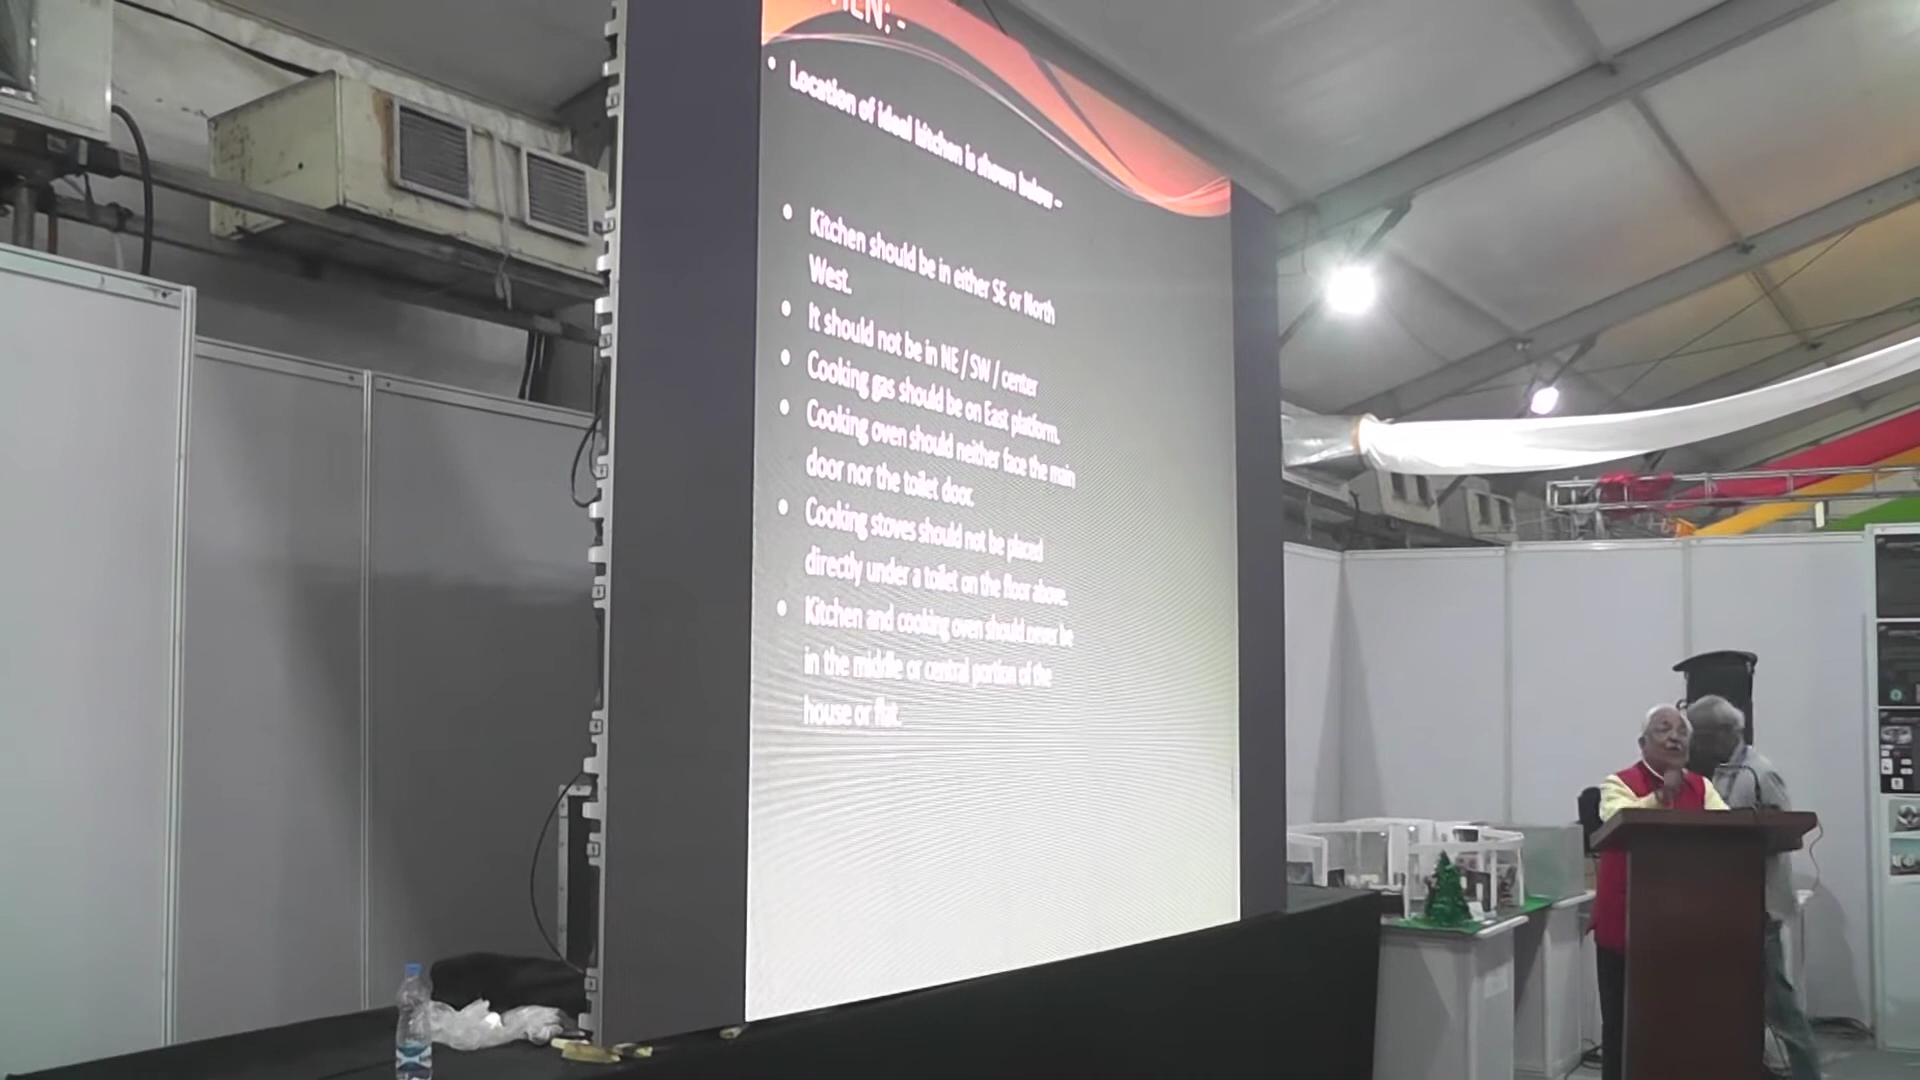 HEN: -
• Location of ideal kitchen is shown below -
• Kitchen should be in either SE or North
West.
• It should not be in NE / SW / center
• Cooking gas should be on East platform.
• Cooking oven should neither face the main
door nor the toilet door.
• Cooking stoves should not be placed
directly under a toilet on the floor above.
• Kitchen and cooking oven should never be
in the middle or central portion of the
house or flat.